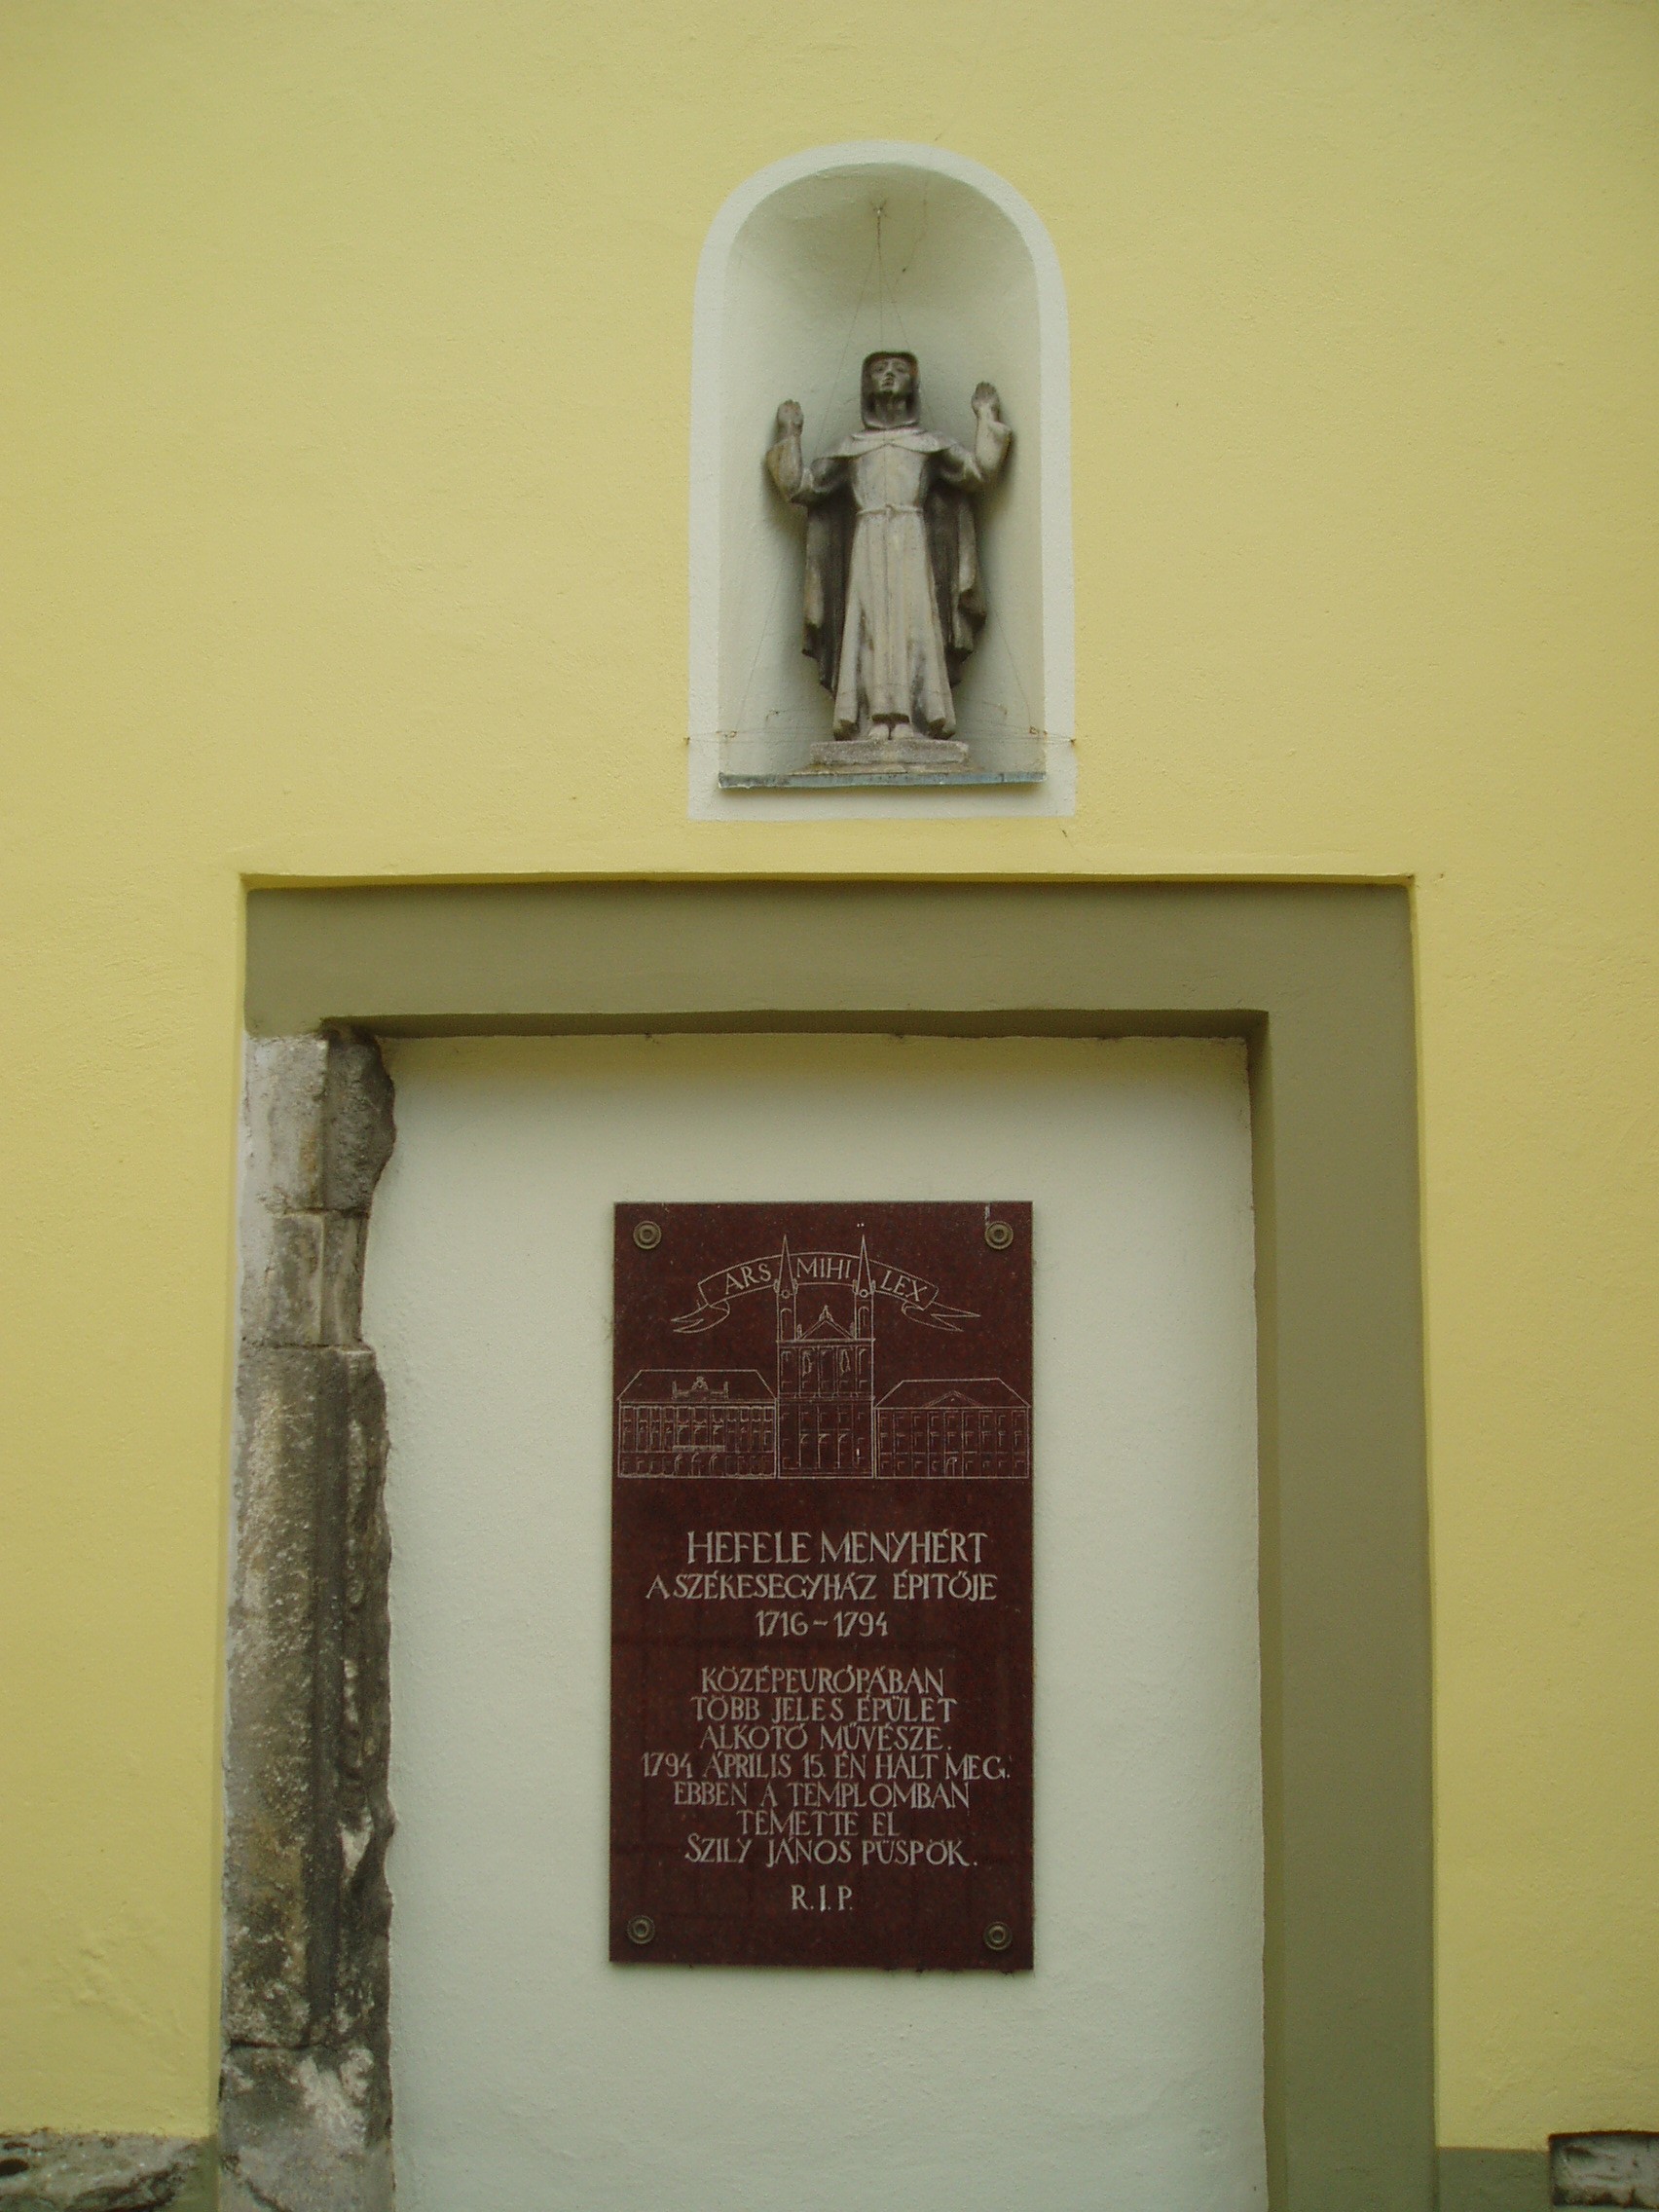 ARS MIHI LEX
HEFELE MENYHÉRT
A SZÉKESEGYHÁZ ÉPITŐJE
1716-1794
KÖZÉPEURÓPÁBAN
TÖBB JELES ÉPÜLET
ALKOTÓ MŰVÉSZE.
1794 ÁPRILIS 15. ÉN HALT MEG.
EBBEN A TEMPLOMBAN
TEMETTE EL
SZILY JÁNOS PÜSPÖK.
R.I.P.